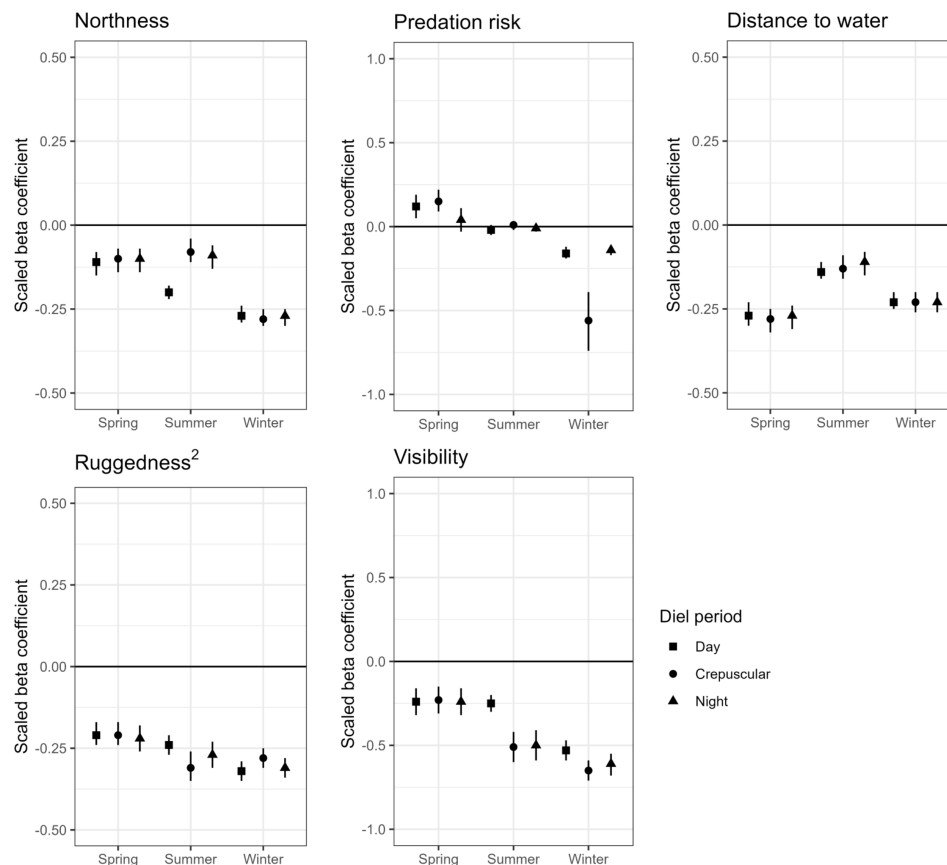 Northness
Predation risk
Distance to water
Scaled beta coefficient
0.50
0.25
0.00
-0.25
-0.50
Spring Summer Winter
Scaled beta coefficient
1.0
0.5
0.0
-0.5
-1.0
Spring Summer Winter
Scaled beta coefficient
0.50
0.25
0.00
-0.25
-0.50
Spring Summer Winter
Ruggedness²
Visibility
Scaled beta coefficient
0.50
0.25
0.00
-0.25
-0.50
Spring Summer Winter
Scaled beta coefficient
1.0
0.5
0.0
-0.5
-1.0
Spring Summer Winter
Diel period
Day
Crepuscular
Night